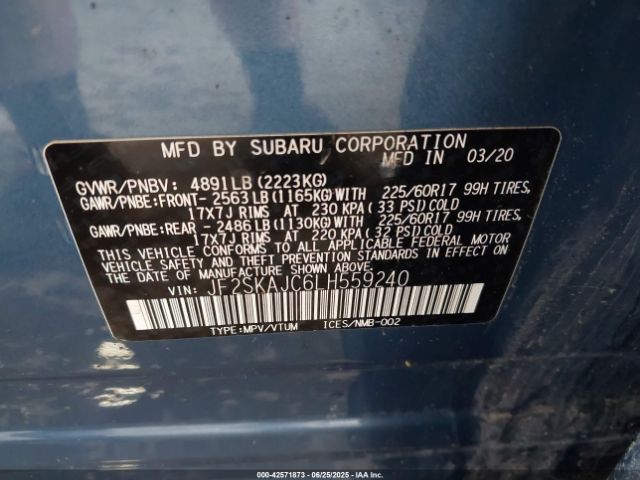 MFD BY SUBARU CORPORATION
MFD IN 03/20
GVWR/PNBV: 4891LB (2223KG)
GAWR/PNBE:FRONT- 2563LB (1165KG)WITH 225/60R17 99H TIRES,
17X7J RIMS AT 230 KPA ( 33 PSI) COLD
GAWR/PNBE:REAR - 2486LB (1130KG)WITH 225/60R17 99H TIRES,
17X7J RIMS AT 220 KPA ( 32 PSI) COLD
THIS VEHICLE CONFORMS TO ALL APPLICABLE FEDERAL MOTOR
VEHICLE SAFETY AND THEFT PREVENTION STANDARDS IN EFFECT
ON THE DATE OF MANUFACTURE SHOWN ABOVE.
VIN: JF2SKAJC6LH559240
TYPE:MPV/VTUM ICES/NMB-002
000-42571873 - 06/25/2025 - IAA Inc.